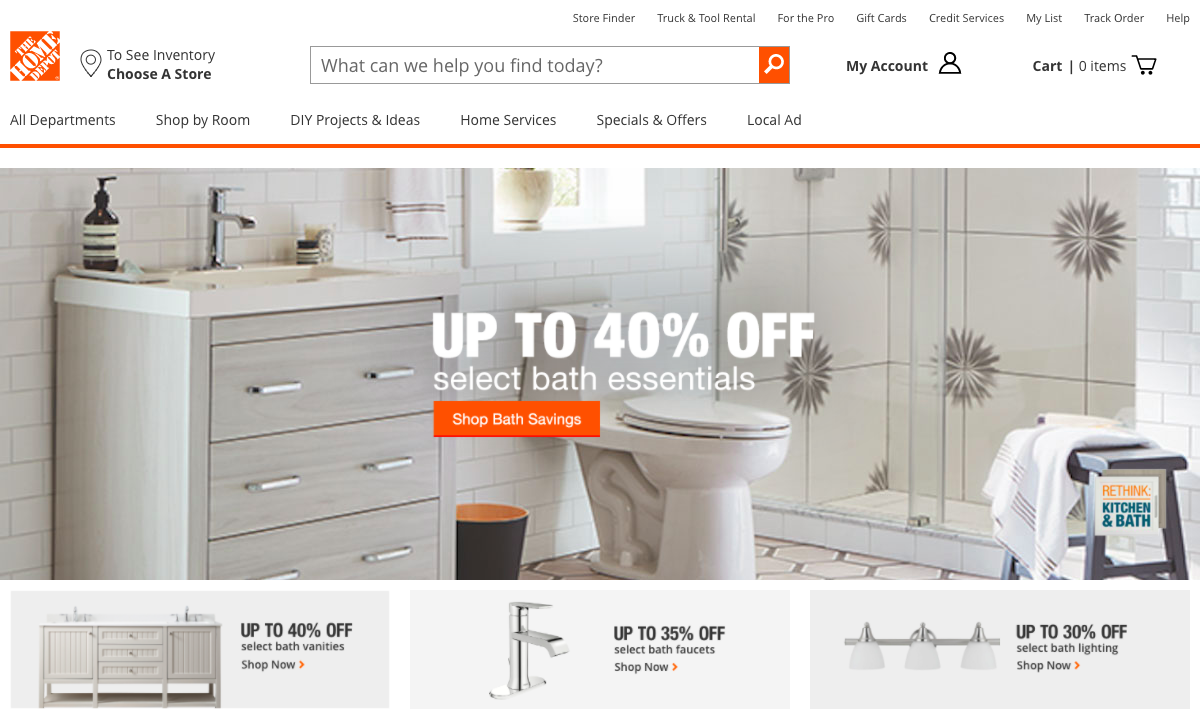 Store Finder Truck & Tool Rental For the Pro Gift Cards Credit Services My List Track Order Help
THE
HOME
DEPOT
To See Inventory
Choose A Store
What can we help you find today?
My Account
Cart | 0 items
All Departments Shop by Room DIY Projects & Ideas Home Services Specials & Offers Local Ad
UP TO 40% OFF
select bath essentials
Shop Bath Savings
RETHINK:
KITCHEN
& BATH
UP TO 40% OFF
select bath vanities
Shop Now >
UP TO 35% OFF
select bath faucets
Shop Now >
UP TO 30% OFF
select bath lighting
Shop Now >